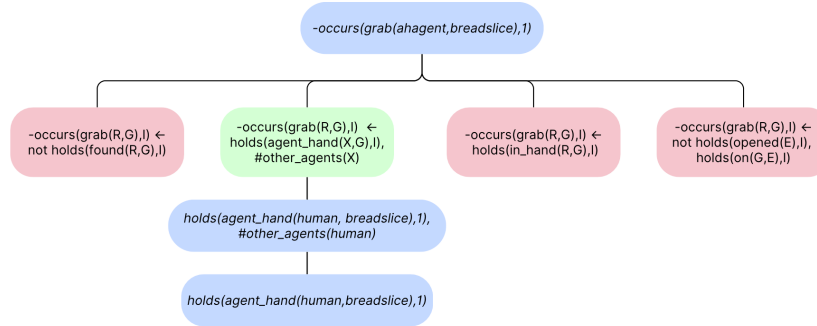 -occurs(grab(ahagent,breadslice),1)
-occurs(grab(R,G),I) ←
not holds(found(R,G),I)
-occurs(grab(R,G),I) ←
holds(agent_hand(X,G),I),
#other_agents(X)
-occurs(grab(R,G),I) ←
holds(in_hand(R,G),I)
-occurs(grab(R,G),I) ←
not holds(opened(E),I),
holds(on(G,E),I)
holds(agent_hand(human, breadslice),1),
#other_agents(human)
holds(agent_hand(human,breadslice),1)